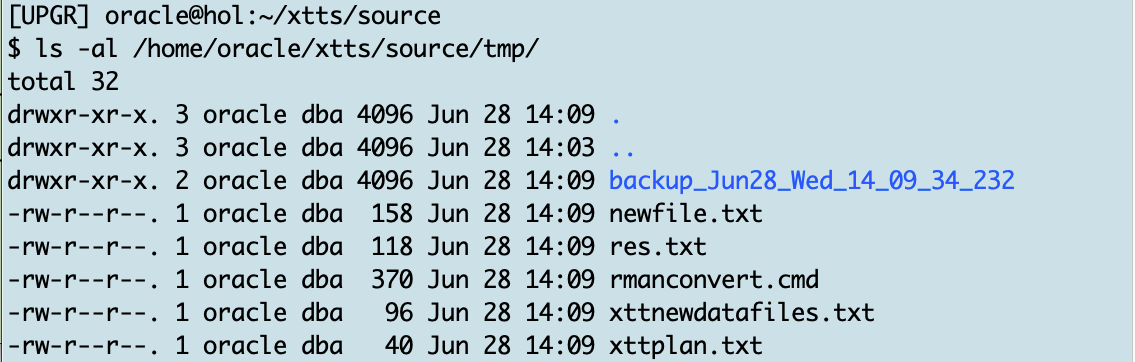 [UPGR] oracle@hol:~/xtts/source
$ ls -al /home/oracle/xtts/source/tmp/
total 32
drwxr-xr-x. 3 oracle dba 4096 Jun 28 14:09 .
drwxr-xr-x. 3 oracle dba 4096 Jun 28 14:03 ..
drwxr-xr-x. 2 oracle dba 4096 Jun 28 14:09 backup_Jun28_Wed_14_09_34_232
-rw-r--r--. 1 oracle dba  158 Jun 28 14:09 newfile.txt
-rw-r--r--. 1 oracle dba  118 Jun 28 14:09 res.txt
-rw-r--r--. 1 oracle dba  370 Jun 28 14:09 rmanconvert.cmd
-rw-r--r--. 1 oracle dba   96 Jun 28 14:09 xttnewdatafiles.txt
-rw-r--r--. 1 oracle dba   40 Jun 28 14:09 xttplan.txt